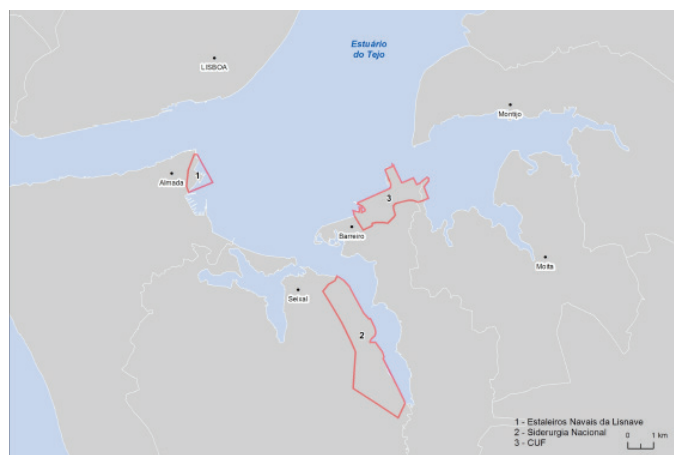 Estuário
do Tejo
LISBOA
Montijo
Almada
1
3
Barreiro
Moita
Seixal
2
1 - Estaleiros Navais da Lisnave
2 - Siderurgia Nacional
3 - CUF
0 1 km